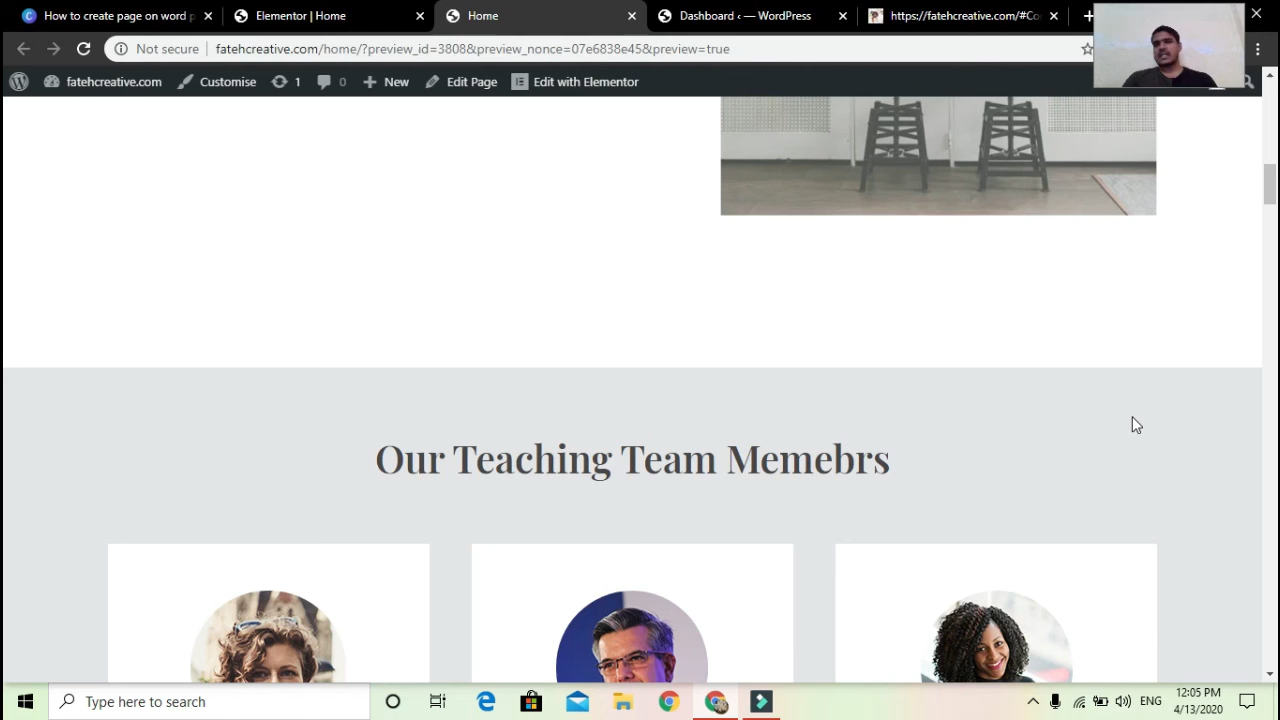 How to create page on word p
Elementor | Home
Home
Dashboard ‹ — WordPress
https://fatehcreative.com/#Co
Not secure
fatehcreative.com/home/?preview_id=3808&preview_nonce=07e6838e45&preview=true
fatehcreative.com
Customise
1
0
New
Edit Page
Edit with Elementor
Our Teaching Team Memebrs
Type here to search
ENG
12:05 PM
4/13/2020